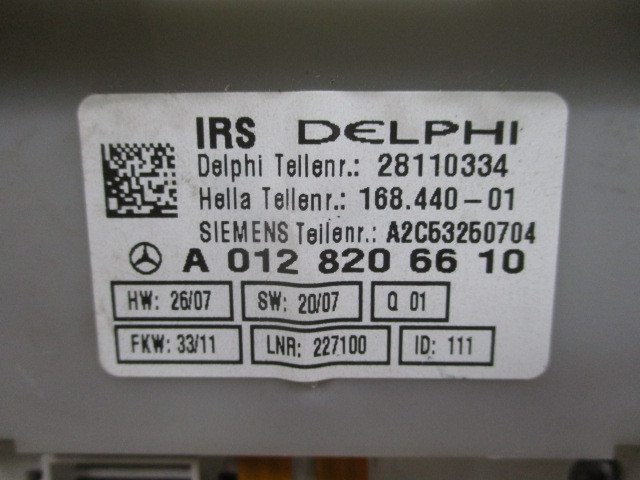 IRS DELPHI
Delphi Teilenr.: 28110334
Hella Teilenr.: 168.440-01
SIEMENS Teilenr.: A2C53250704
A 012 820 66 10
HW: 26/07 SW: 20/07 Q 01
FKW: 33/11 LNR: 227100 ID: 111